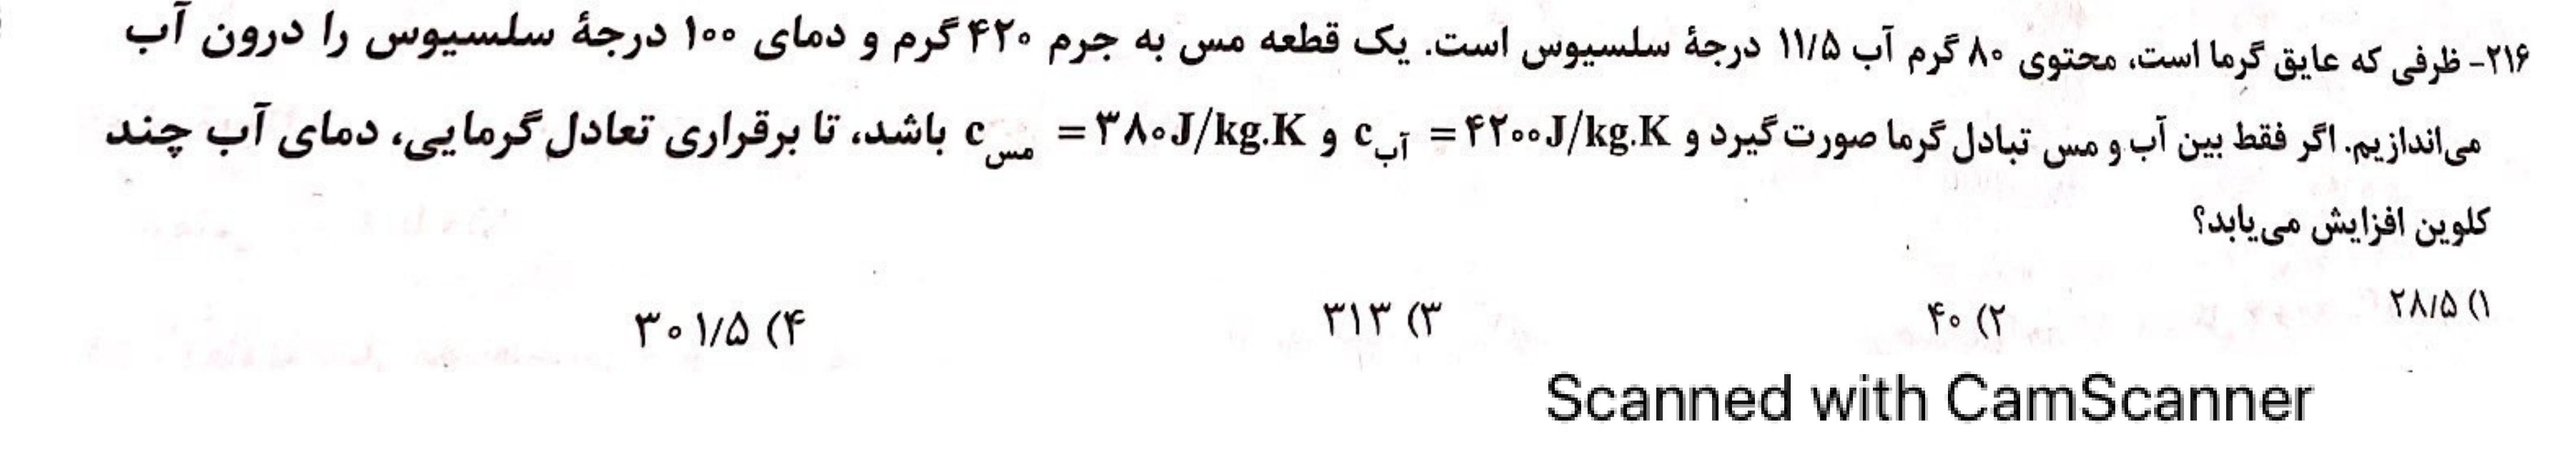 ۲۱۶- ظرفی که عایق گرما است، محتوی ۸۰ گرم آب ۱۱/۵ درجهٔ سلسیوس است. یک قطعه مس به جرم ۴۲۰ گرم و دمای ۱۰۰ درجهٔ سلسیوس را درون آب
می‌اندازیم. اگر فقط بین آب و مس تبادل گرما صورت گیرد و c آب = ۴۲۰۰J/kg.K و c مس = ۳۸۰J/kg.K باشد، تا برقراری تعادل گرمایی، دمای آب چند
کلوین افزایش می‌یابد؟
۱) ۲۸/۵ ۲) ۴۰ ۳) ۳۱۳ ۴) ۳۰۱/۵
Scanned with CamScanner